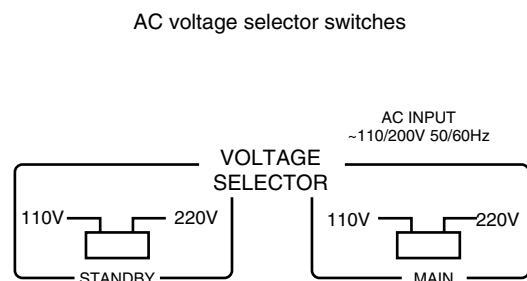 AC voltage selector switches
AC INPUT
~110/200V 50/60Hz
VOLTAGE
SELECTOR
110V 220V 110V 220V
STANDBY MAIN